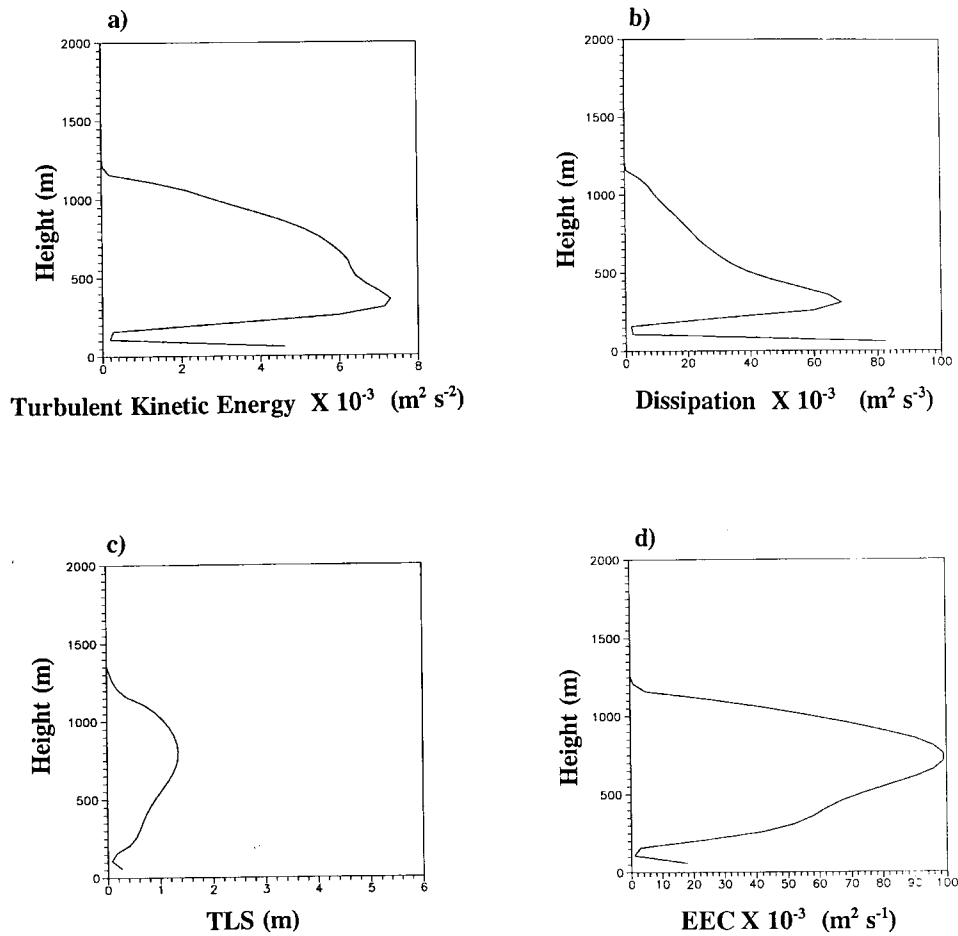 a)
2000
1500
1000
500
0
0 2 4 6 8
Height (m)
Turbulent Kinetic Energy X 10⁻³ (m² s⁻²)
b)
2000
1500
1000
500
0
0 20 40 60 80 100
Height (m)
Dissipation X 10⁻³ (m² s⁻³)
c)
2000
1500
1000
500
0
0 1 2 3 4 5 6
Height (m)
TLS (m)
d)
2000
1500
1000
500
0
0 10 20 30 40 50 60 70 80 90 100
Height (m)
EEC X 10⁻³ (m² s⁻¹)